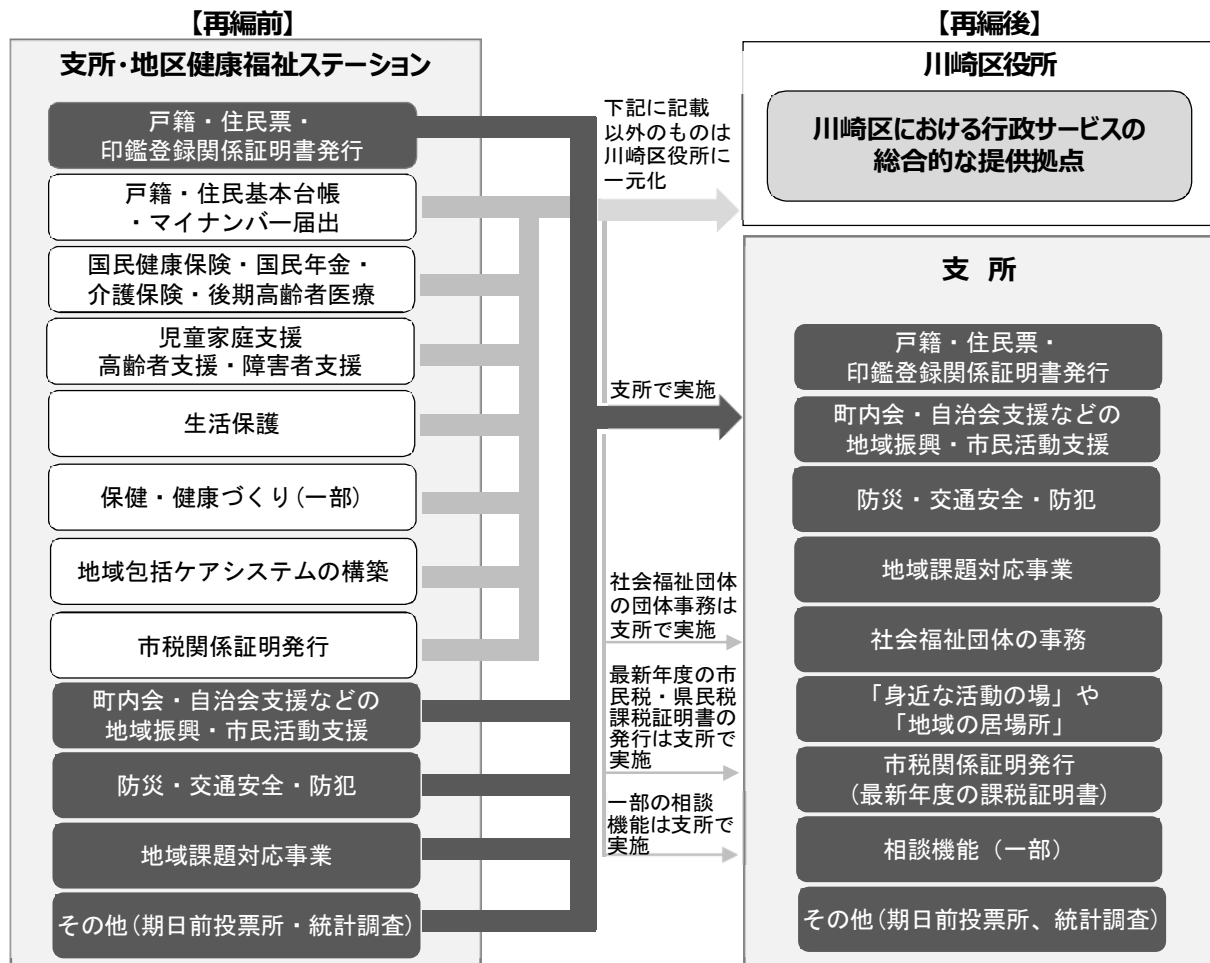 【再編前】
支所・地区健康福祉ステーション
戸籍・住民票・
印鑑登録関係証明書発行
戸籍・住民基本台帳
・マイナンバー届出
国民健康保険・国民年金・
介護保険・後期高齢者医療
児童家庭支援
高齢者支援・障害者支援
生活保護
保健・健康づくり(一部)
地域包括ケアシステムの構築
市税関係証明発行
町内会・自治会支援などの
地域振興・市民活動支援
防災・交通安全・防犯
地域課題対応事業
その他(期日前投票所・統計調査)
下記に記載
以外のものは
川崎区役所に
一元化
支所で実施
社会福祉団体
の団体事務は
支所で実施
最新年度の市
民税・県民税
課税証明書の
発行は支所で
実施
一部の相談
機能は支所で
実施
【再編後】
川崎区役所
川崎区における行政サービスの
総合的な提供拠点
支 所
戸籍・住民票・
印鑑登録関係証明書発行
町内会・自治会支援などの
地域振興・市民活動支援
防災・交通安全・防犯
地域課題対応事業
社会福祉団体の事務
「身近な活動の場」や
「地域の居場所」
市税関係証明発行
(最新年度の課税証明書)
相談機能（一部）
その他(期日前投票所、統計調査)